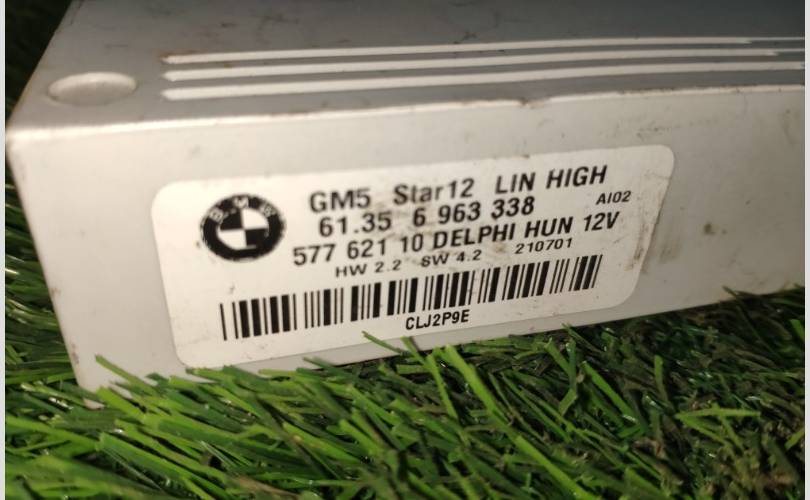 BMW
GM5 Star12 LIN HIGH
61.35 6 963 338 AI02
577 621 10 DELPHI HUN 12V
HW 2.2 SW 4.2 210701
CLJ2P9E